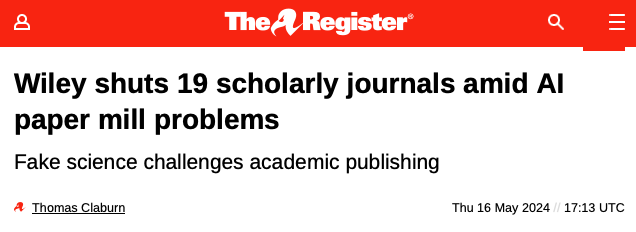 The Register®
Wiley shuts 19 scholarly journals amid AI
paper mill problems
Fake science challenges academic publishing
Thomas Claburn
Thu 16 May 2024 // 17:13 UTC